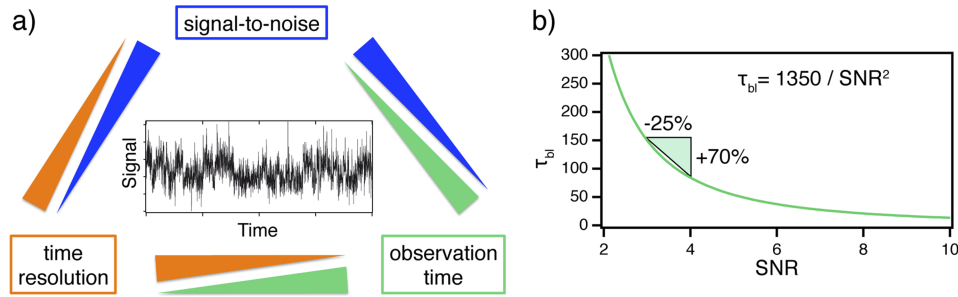 a)
signal-to-noise
Signal
Time
time
resolution
observation
time
b)
τbl= 1350 / SNR²
300
250
200
150
100
50
0
τbl
-25%
+70%
2
4
6
8
10
SNR